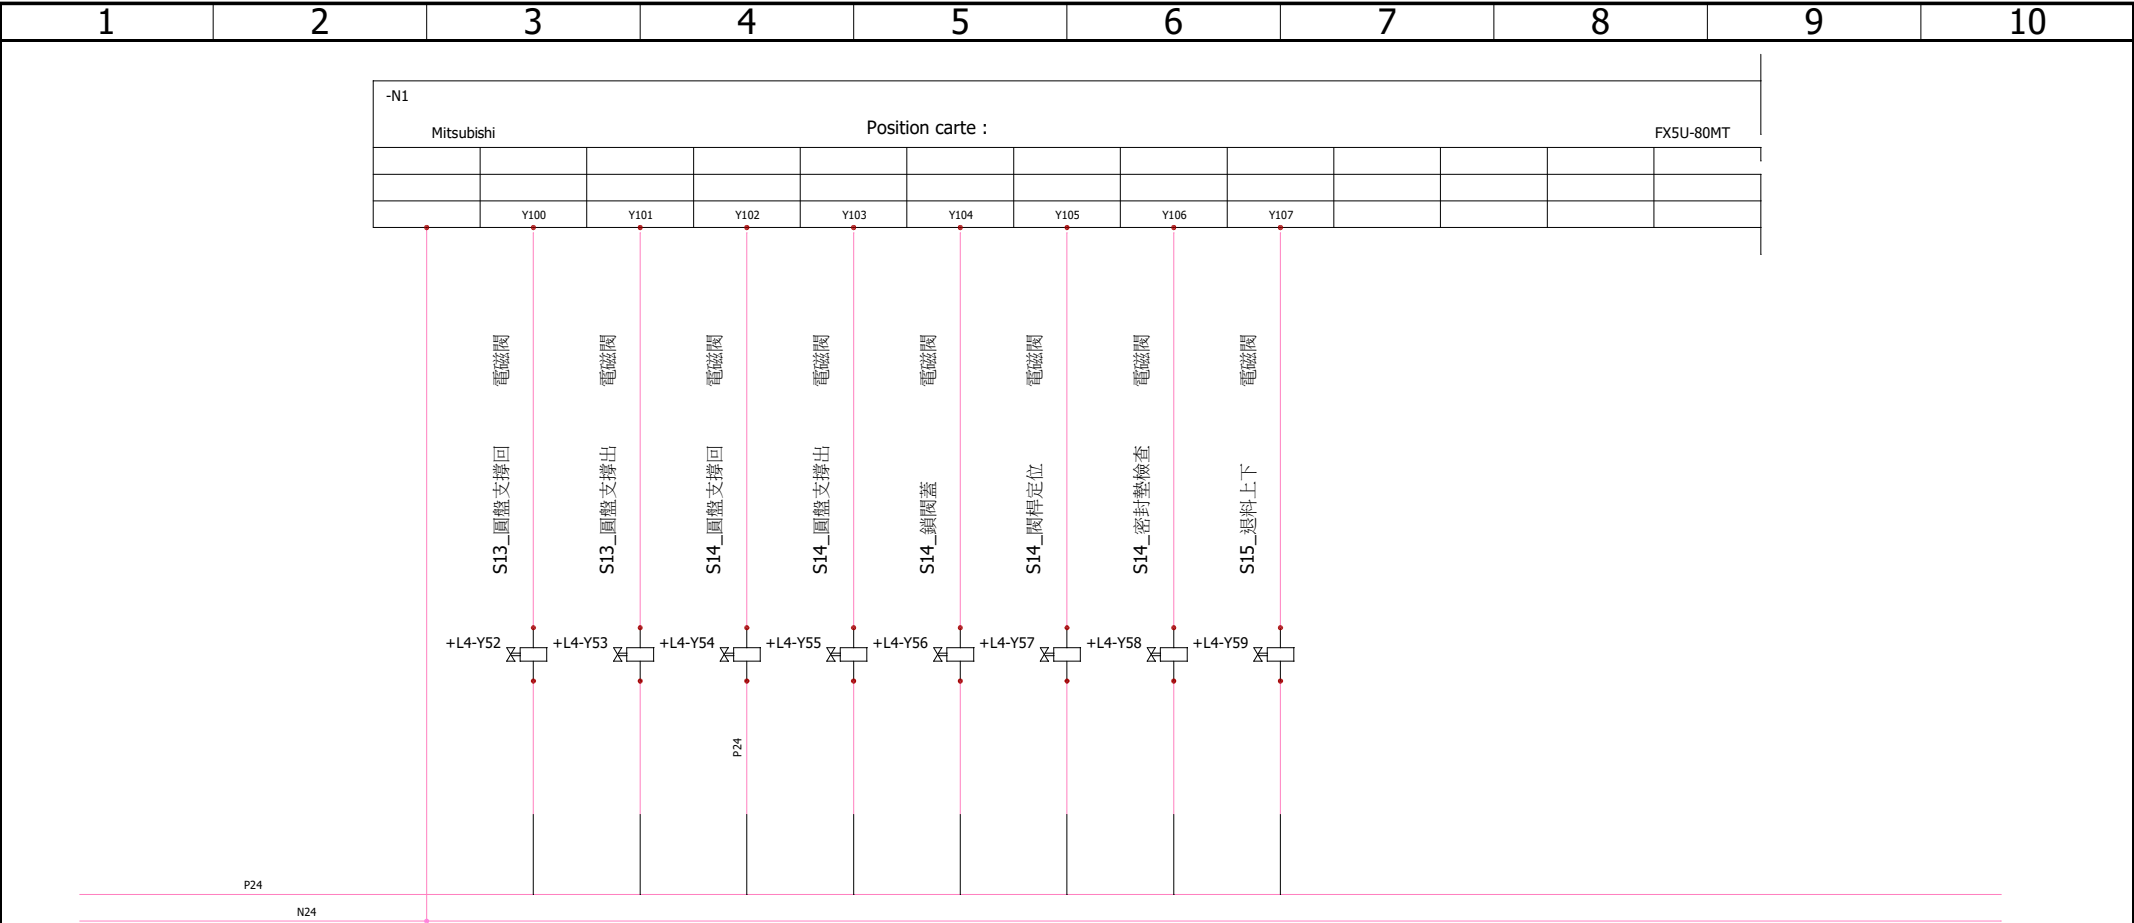 1 2 3 4 5 6 7 8 9 10
-N1
Mitsubishi Position carte : FX5U-80MT
Y100 Y101 Y102 Y103 Y104 Y105 Y106 Y107
S13_圓盤支撐回 電磁閥
S13_圓盤支撐出 電磁閥
S14_圓盤支撐回 電磁閥
S14_圓盤支撐出 電磁閥
S14_鎖閥蓋 電磁閥
S14_閥桿定位 電磁閥
S14_密封墊檢查 電磁閥
S15_退料上下 電磁閥
+L4-Y52 +L4-Y53 +L4-Y54 +L4-Y55 +L4-Y56 +L4-Y57 +L4-Y58 +L4-Y59
P24
P24
N24